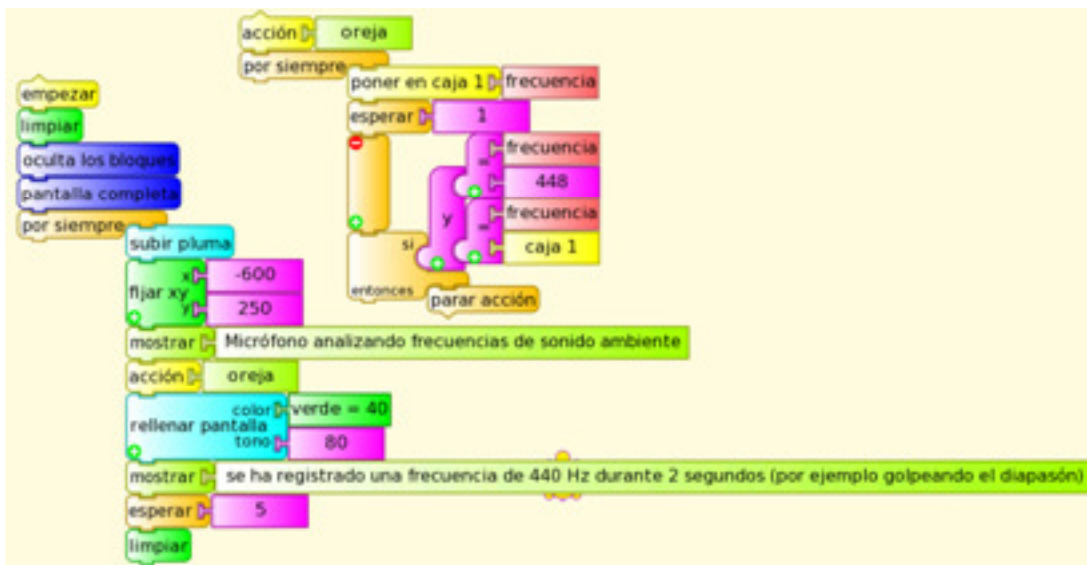 acción oreja
por siempre
poner en caja 1 frecuencia
esperar 1
frecuencia
=
448
y
frecuencia
=
caja 1
si
entonces
parar acción
empezar
limpiar
oculta los bloques
pantalla completa
por siempre
subir pluma
x -600
fijar xy
y 250
mostrar Micrófono analizando frecuencias de sonido ambiente
acción oreja
color verde = 40
rellenar pantalla
tono 80
mostrar se ha registrado una frecuencia de 440 Hz durante 2 segundos (por ejemplo golpeando el diapasón)
esperar 5
limpiar